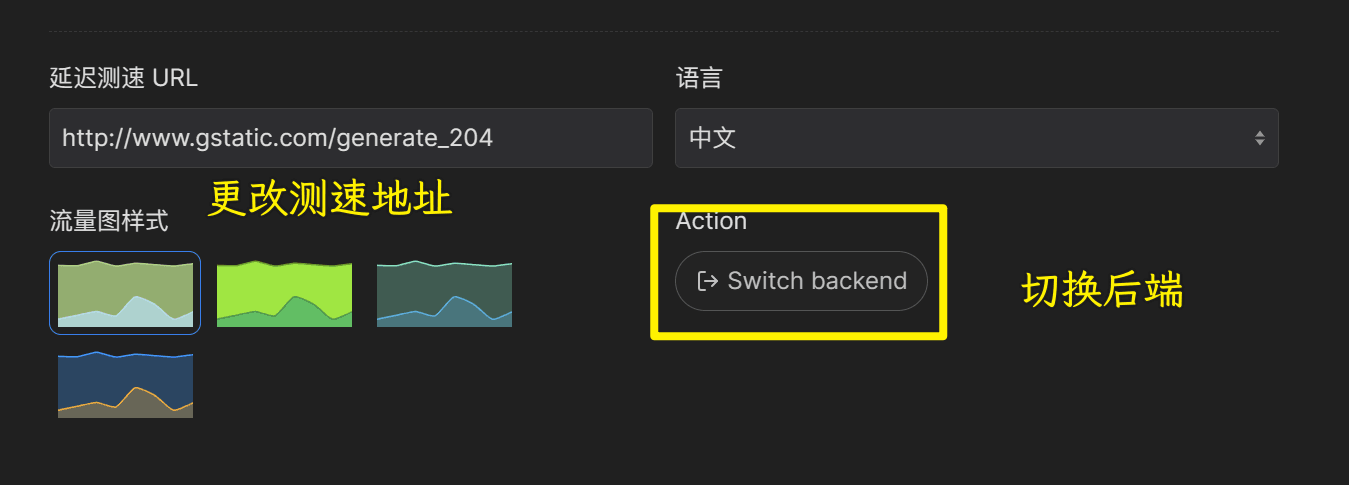 延迟测速 URL
语言
http://www.gstatic.com/generate_204
中文
更改测速地址
流量图样式
Action
Switch backend
切换后端